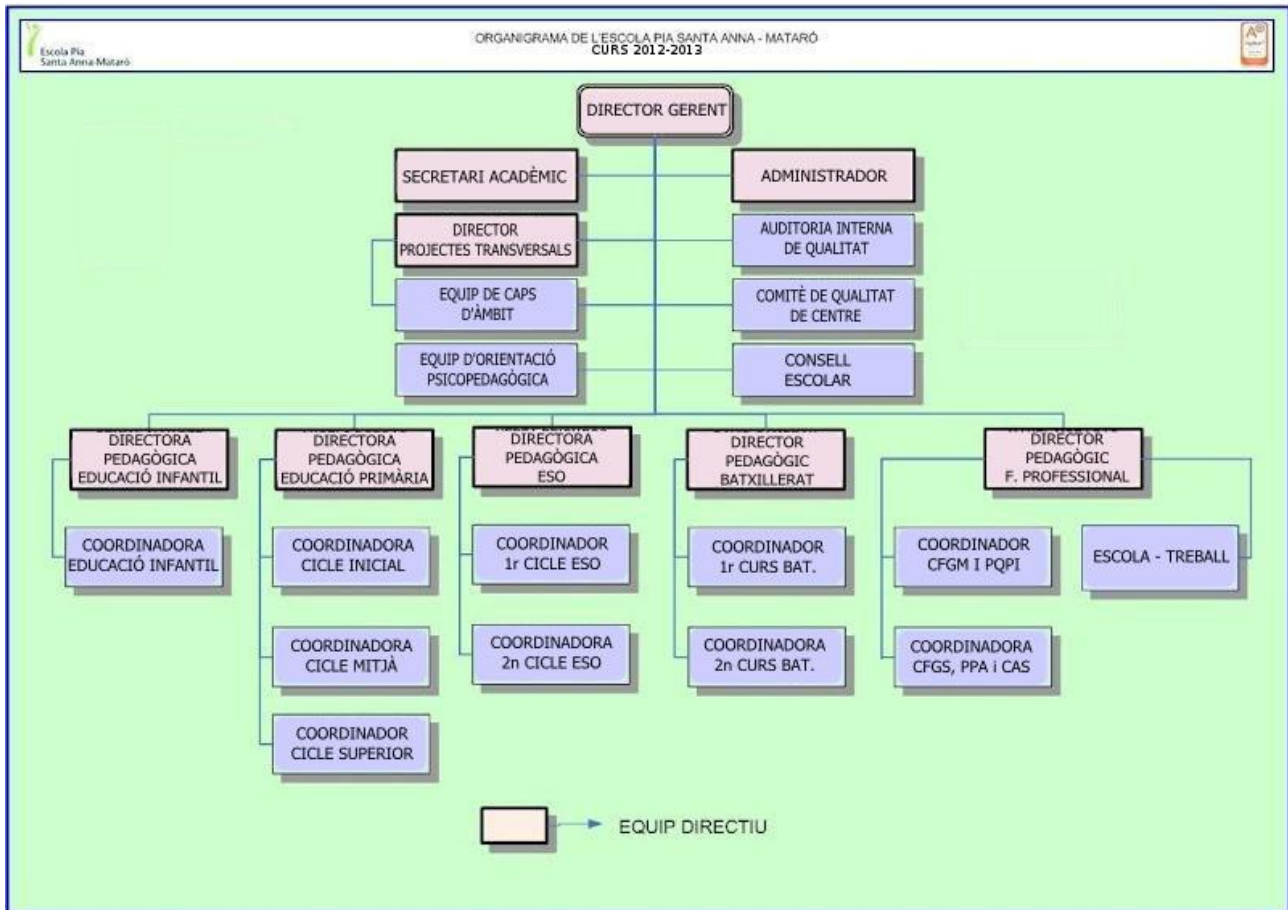 Escola Pia
Santa Anna-Mataró
ORGANIGRAMA DE L'ESCOLA PIA SANTA ANNA - MATARÓ
CURS 2012-2013
DIRECTOR GERENT
SECRETARI ACADÈMIC
ADMINISTRADOR
DIRECTOR
PROJECTES TRANSVERSALS
AUDITORIA INTERNA
DE QUALITAT
EQUIP DE CAPS
D'ÀMBIT
COMITÈ DE QUALITAT
DE CENTRE
EQUIP D'ORIENTACIÓ
PSICOPEDAGÒGICA
CONSELL
ESCOLAR
DIRECTORA
PEDAGÒGICA
EDUCACIÓ INFANTIL
DIRECTORA
PEDAGÒGICA
EDUCACIÓ PRIMÀRIA
DIRECTORA
PEDAGÒGICA
ESO
DIRECTOR
PEDAGÒGIC
BATXILLERAT
DIRECTOR
PEDAGÒGIC
F. PROFESSIONAL
COORDINADORA
EDUCACIÓ INFANTIL
COORDINADORA
CICLE INICIAL
COORDINADOR
1r CICLE ESO
COORDINADOR
1r CURS BAT.
COORDINADOR
CFGM I PQPI
ESCOLA - TREBALL
COORDINADORA
CICLE MITJÀ
COORDINADORA
2n CICLE ESO
COORDINADORA
2n CURS BAT.
COORDINADORA
CFGS, PPA i CAS
COORDINADOR
CICLE SUPERIOR
EQUIP DIRECTIU